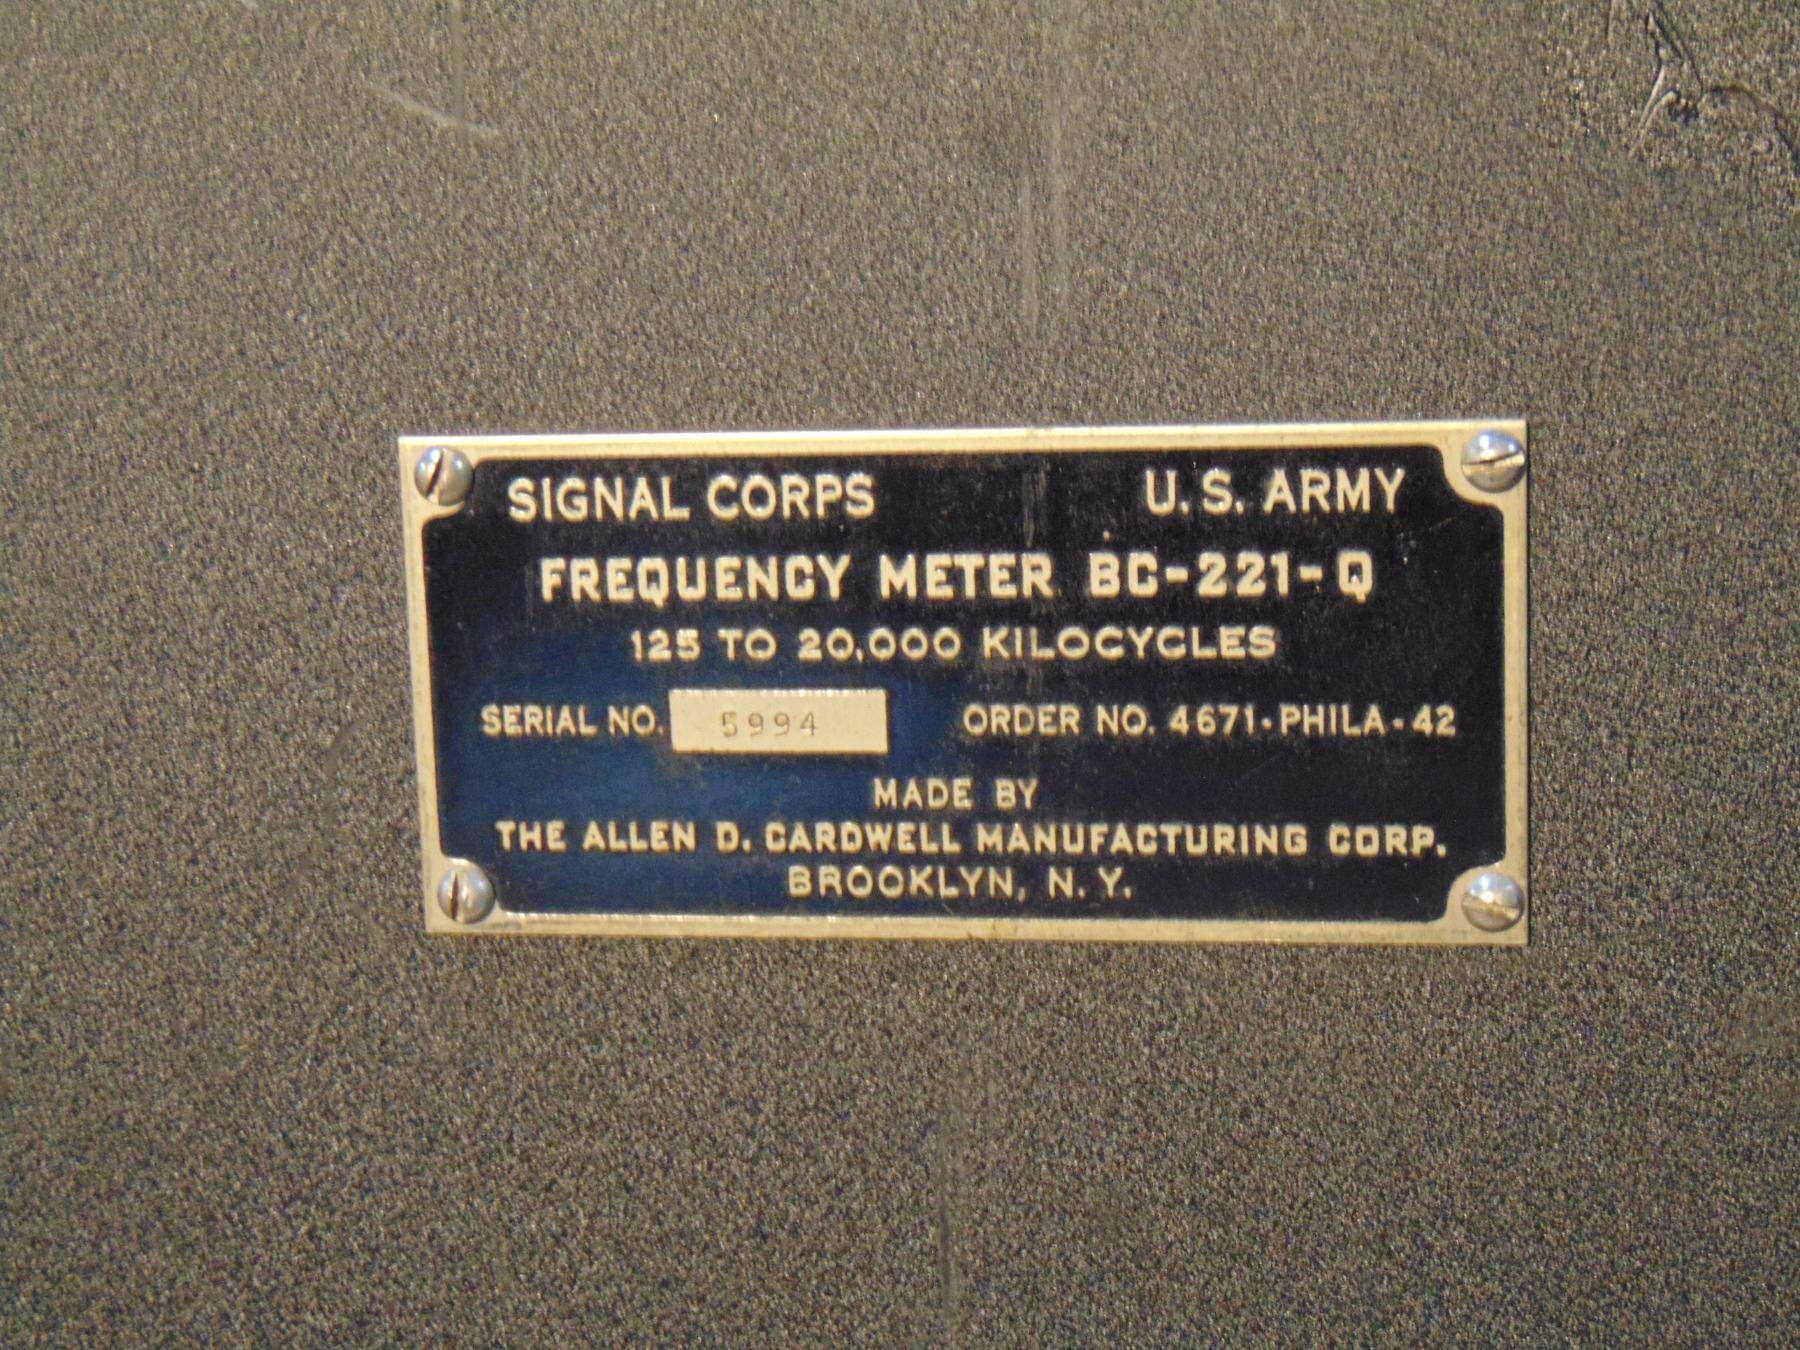 SIGNAL CORPS U.S. ARMY
FREQUENCY METER BC-221-Q
125 TO 20,000 KILOCYCLES
SERIAL NO. 5994 ORDER NO. 4671-PHILA-42
MADE BY
THE ALLEN D. CARDWELL MANUFACTURING CORP.
BROOKLYN, N.Y.